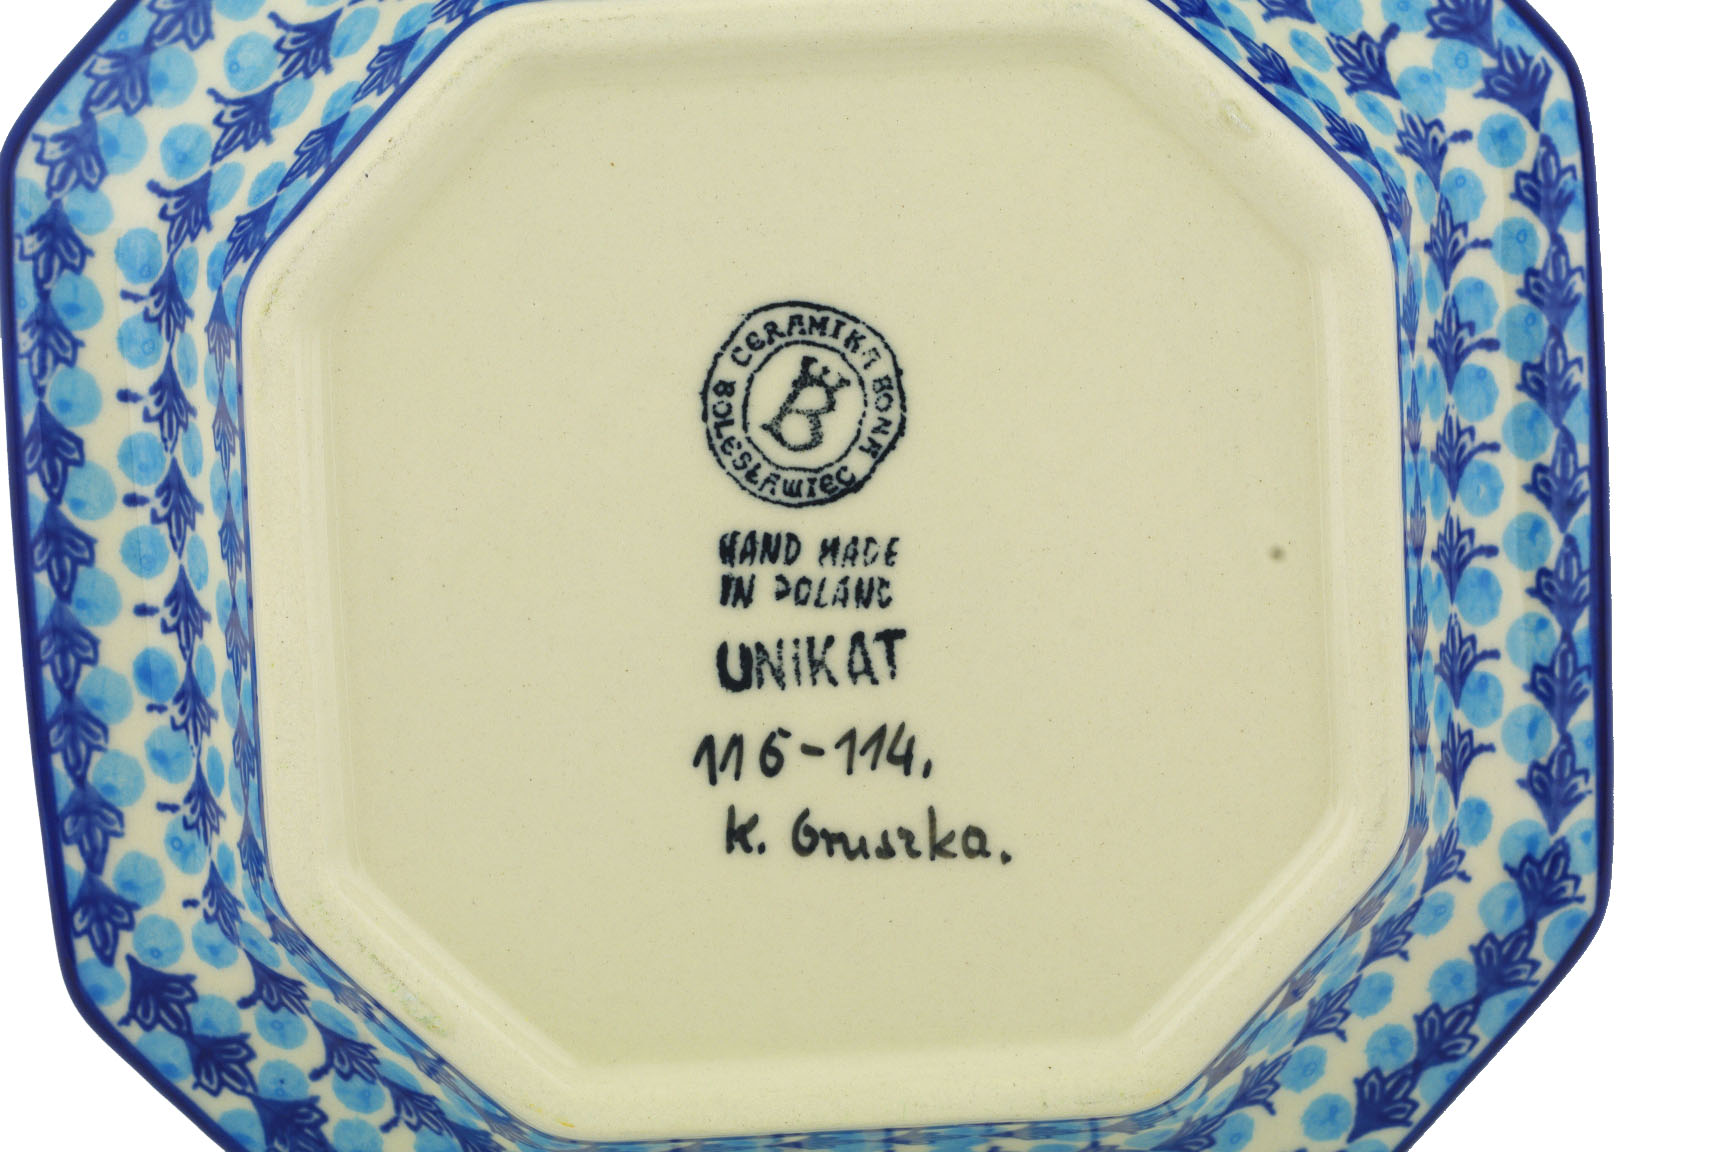 CERAMIKA BONA
BOLESŁAWIEC
B
HAND MADE
IN POLAND
UNIKAT
116-114.
K. Gruszka.